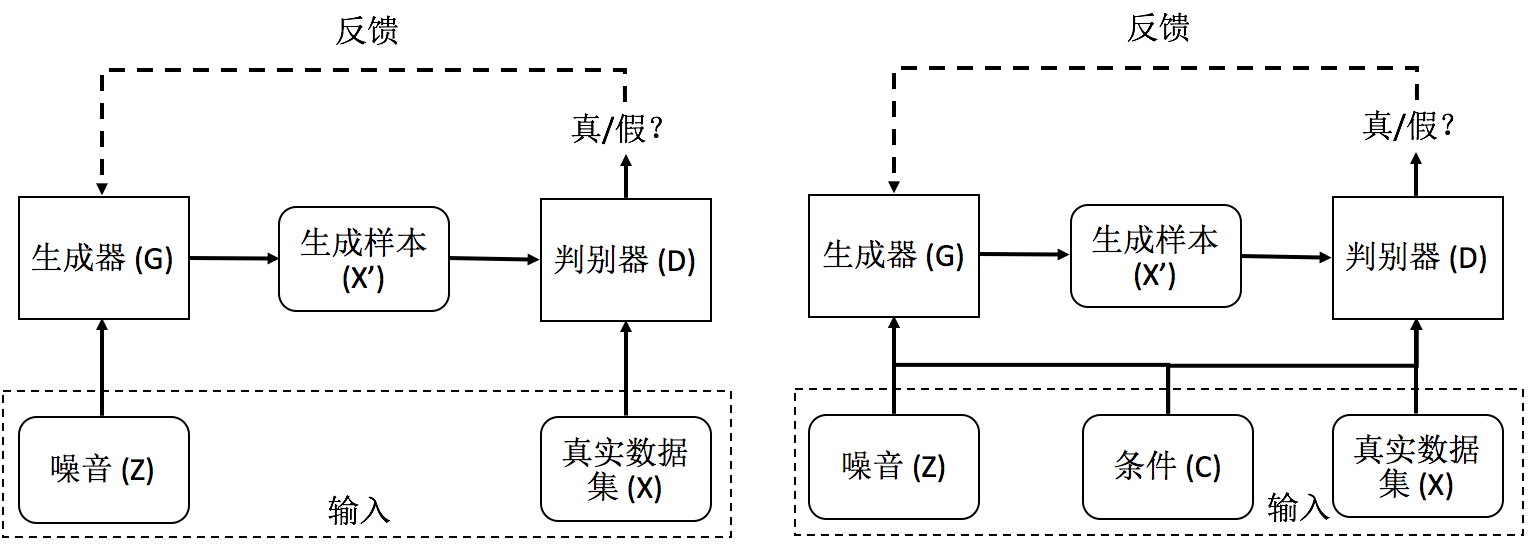 反馈
真/假？
生成器 (G)
生成样本
(X’)
判别器 (D)
噪音 (Z)
真实数据
集 (X)
输入
反馈
真/假？
生成器 (G)
生成样本
(X’)
判别器 (D)
噪音 (Z)
条件 (C)
真实数据
集 (X)
输入